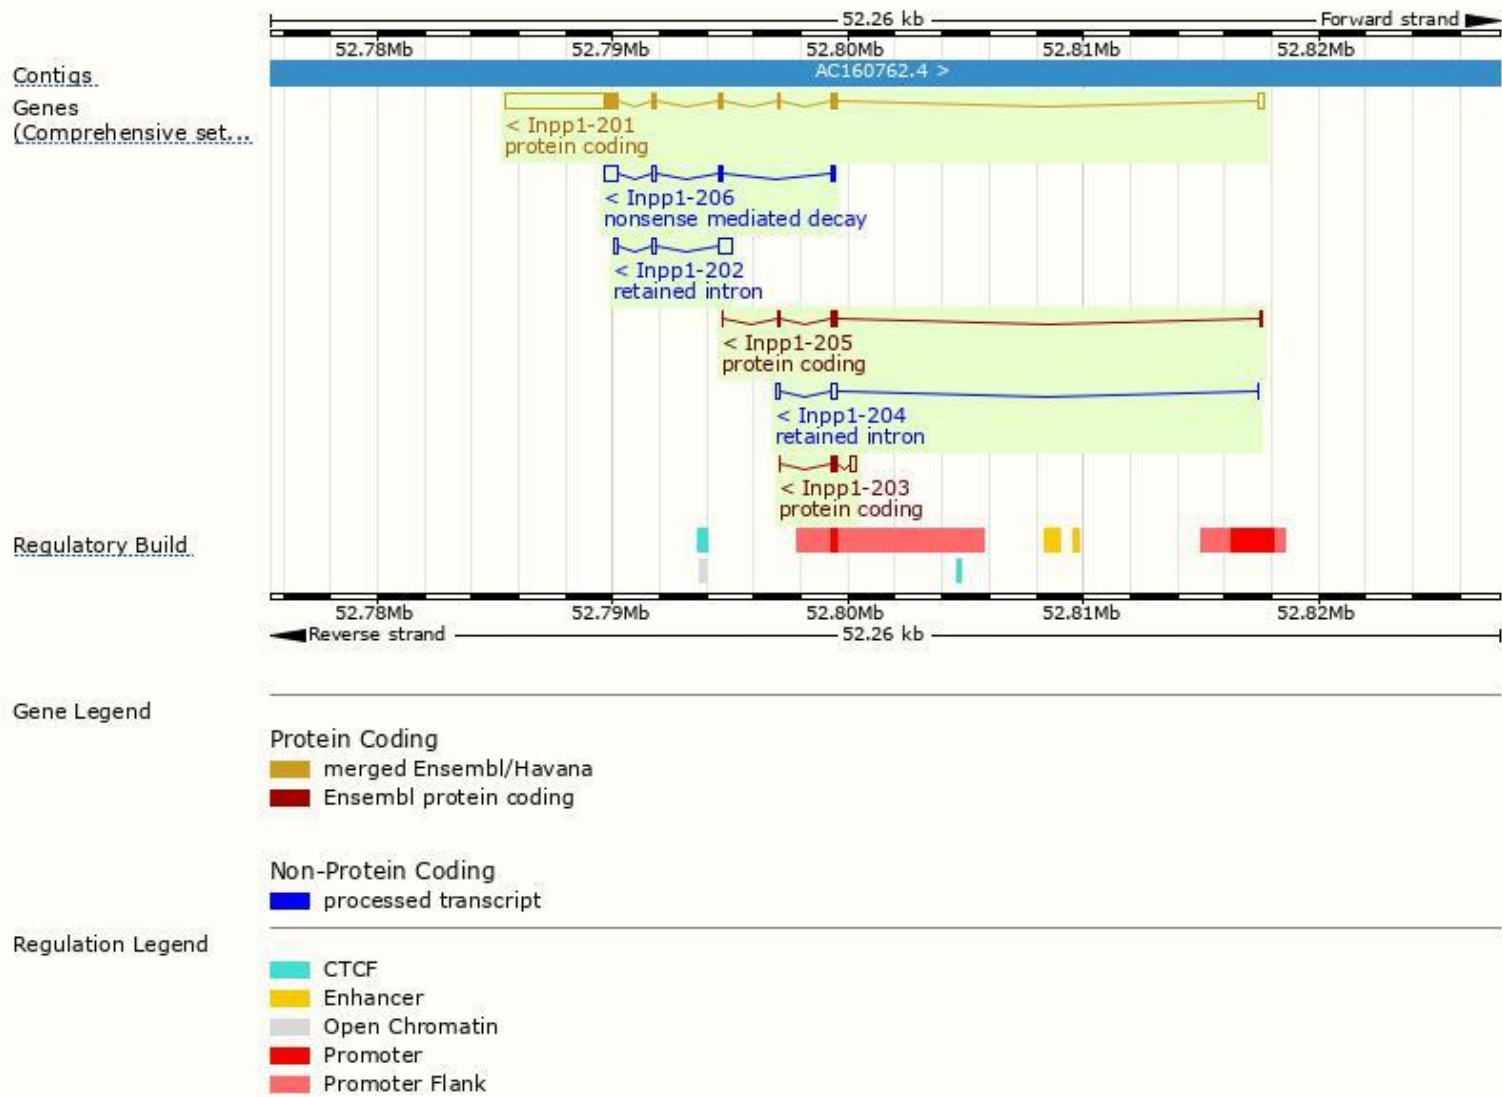 52.26 kb Forward strand
52.78Mb 52.79Mb 52.80Mb 52.81Mb 52.82Mb
Contigs AC160762.4 >
Genes
(Comprehensive set...
< Inpp1-201
protein coding
< Inpp1-206
nonsense mediated decay
< Inpp1-202
retained intron
< Inpp1-205
protein coding
< Inpp1-204
retained intron
< Inpp1-203
protein coding
Regulatory Build
52.78Mb 52.79Mb 52.80Mb 52.81Mb 52.82Mb
Reverse strand 52.26 kb
Gene Legend
Protein Coding
merged Ensembl/Havana
Ensembl protein coding
Non-Protein Coding
processed transcript
Regulation Legend
CTCF
Enhancer
Open Chromatin
Promoter
Promoter Flank